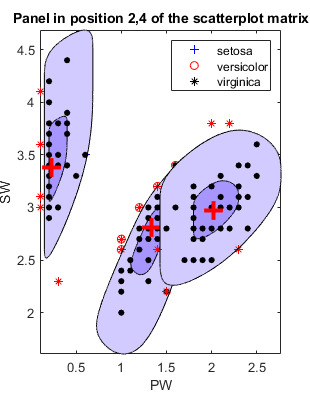 Panel in position 2,4 of the scatterplot matrix
setosa
versicolor
virginica
4.5
4
3.5
3
2.5
2
SW
0.5 1 1.5 2 2.5
PW